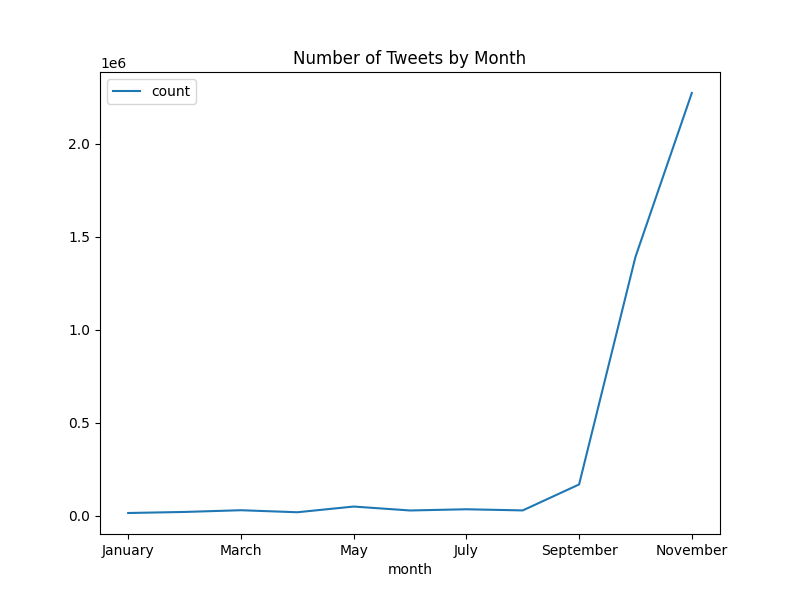 Number of Tweets by Month
1e6
count
2.0
1.5
1.0
0.5
0.0
January March May July September November
month